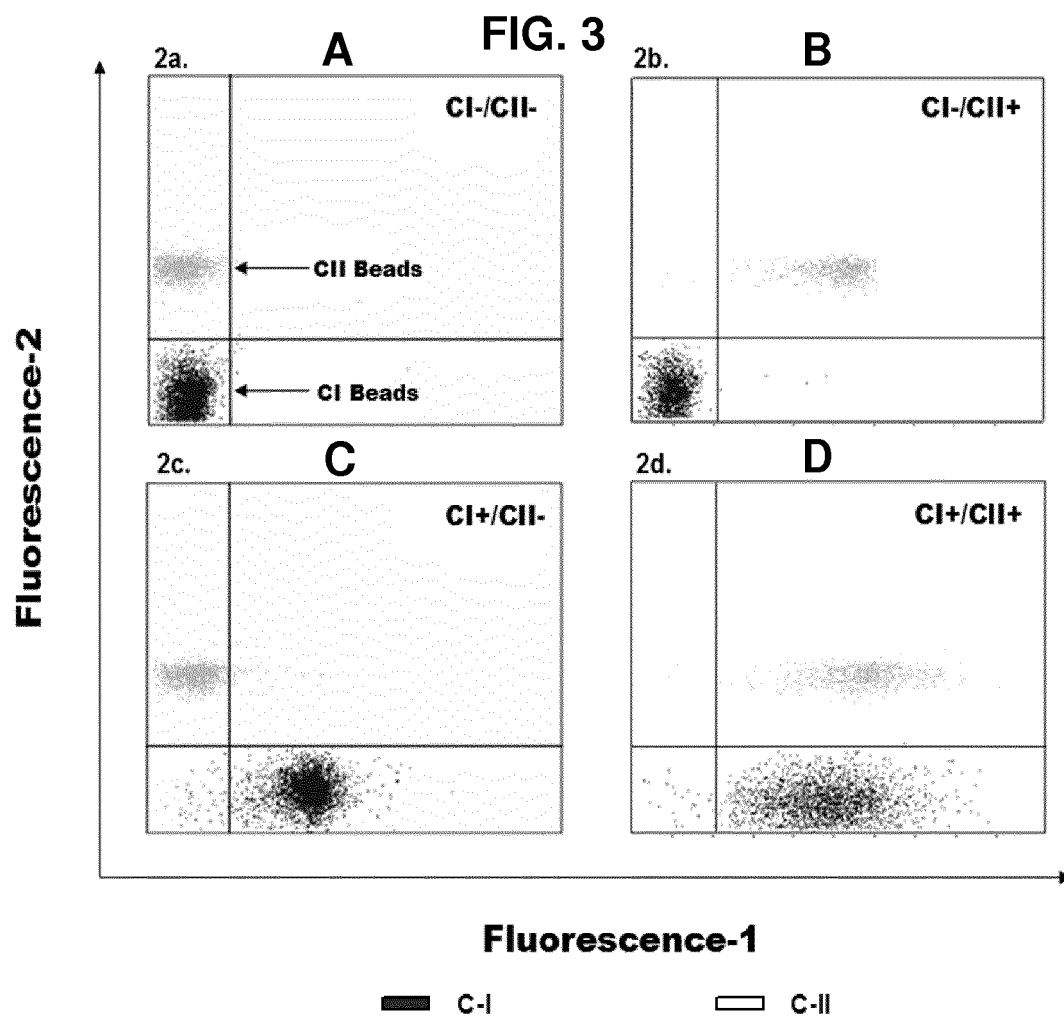 FIG. 3
2a.
A
2b.
B
CI-/CII-
CI-/CII+
CII Beads
CI Beads
2c.
C
2d.
D
CI+/CII-
CI+/CII+
Fluorescence-2
Fluorescence-1
C-I
C-II